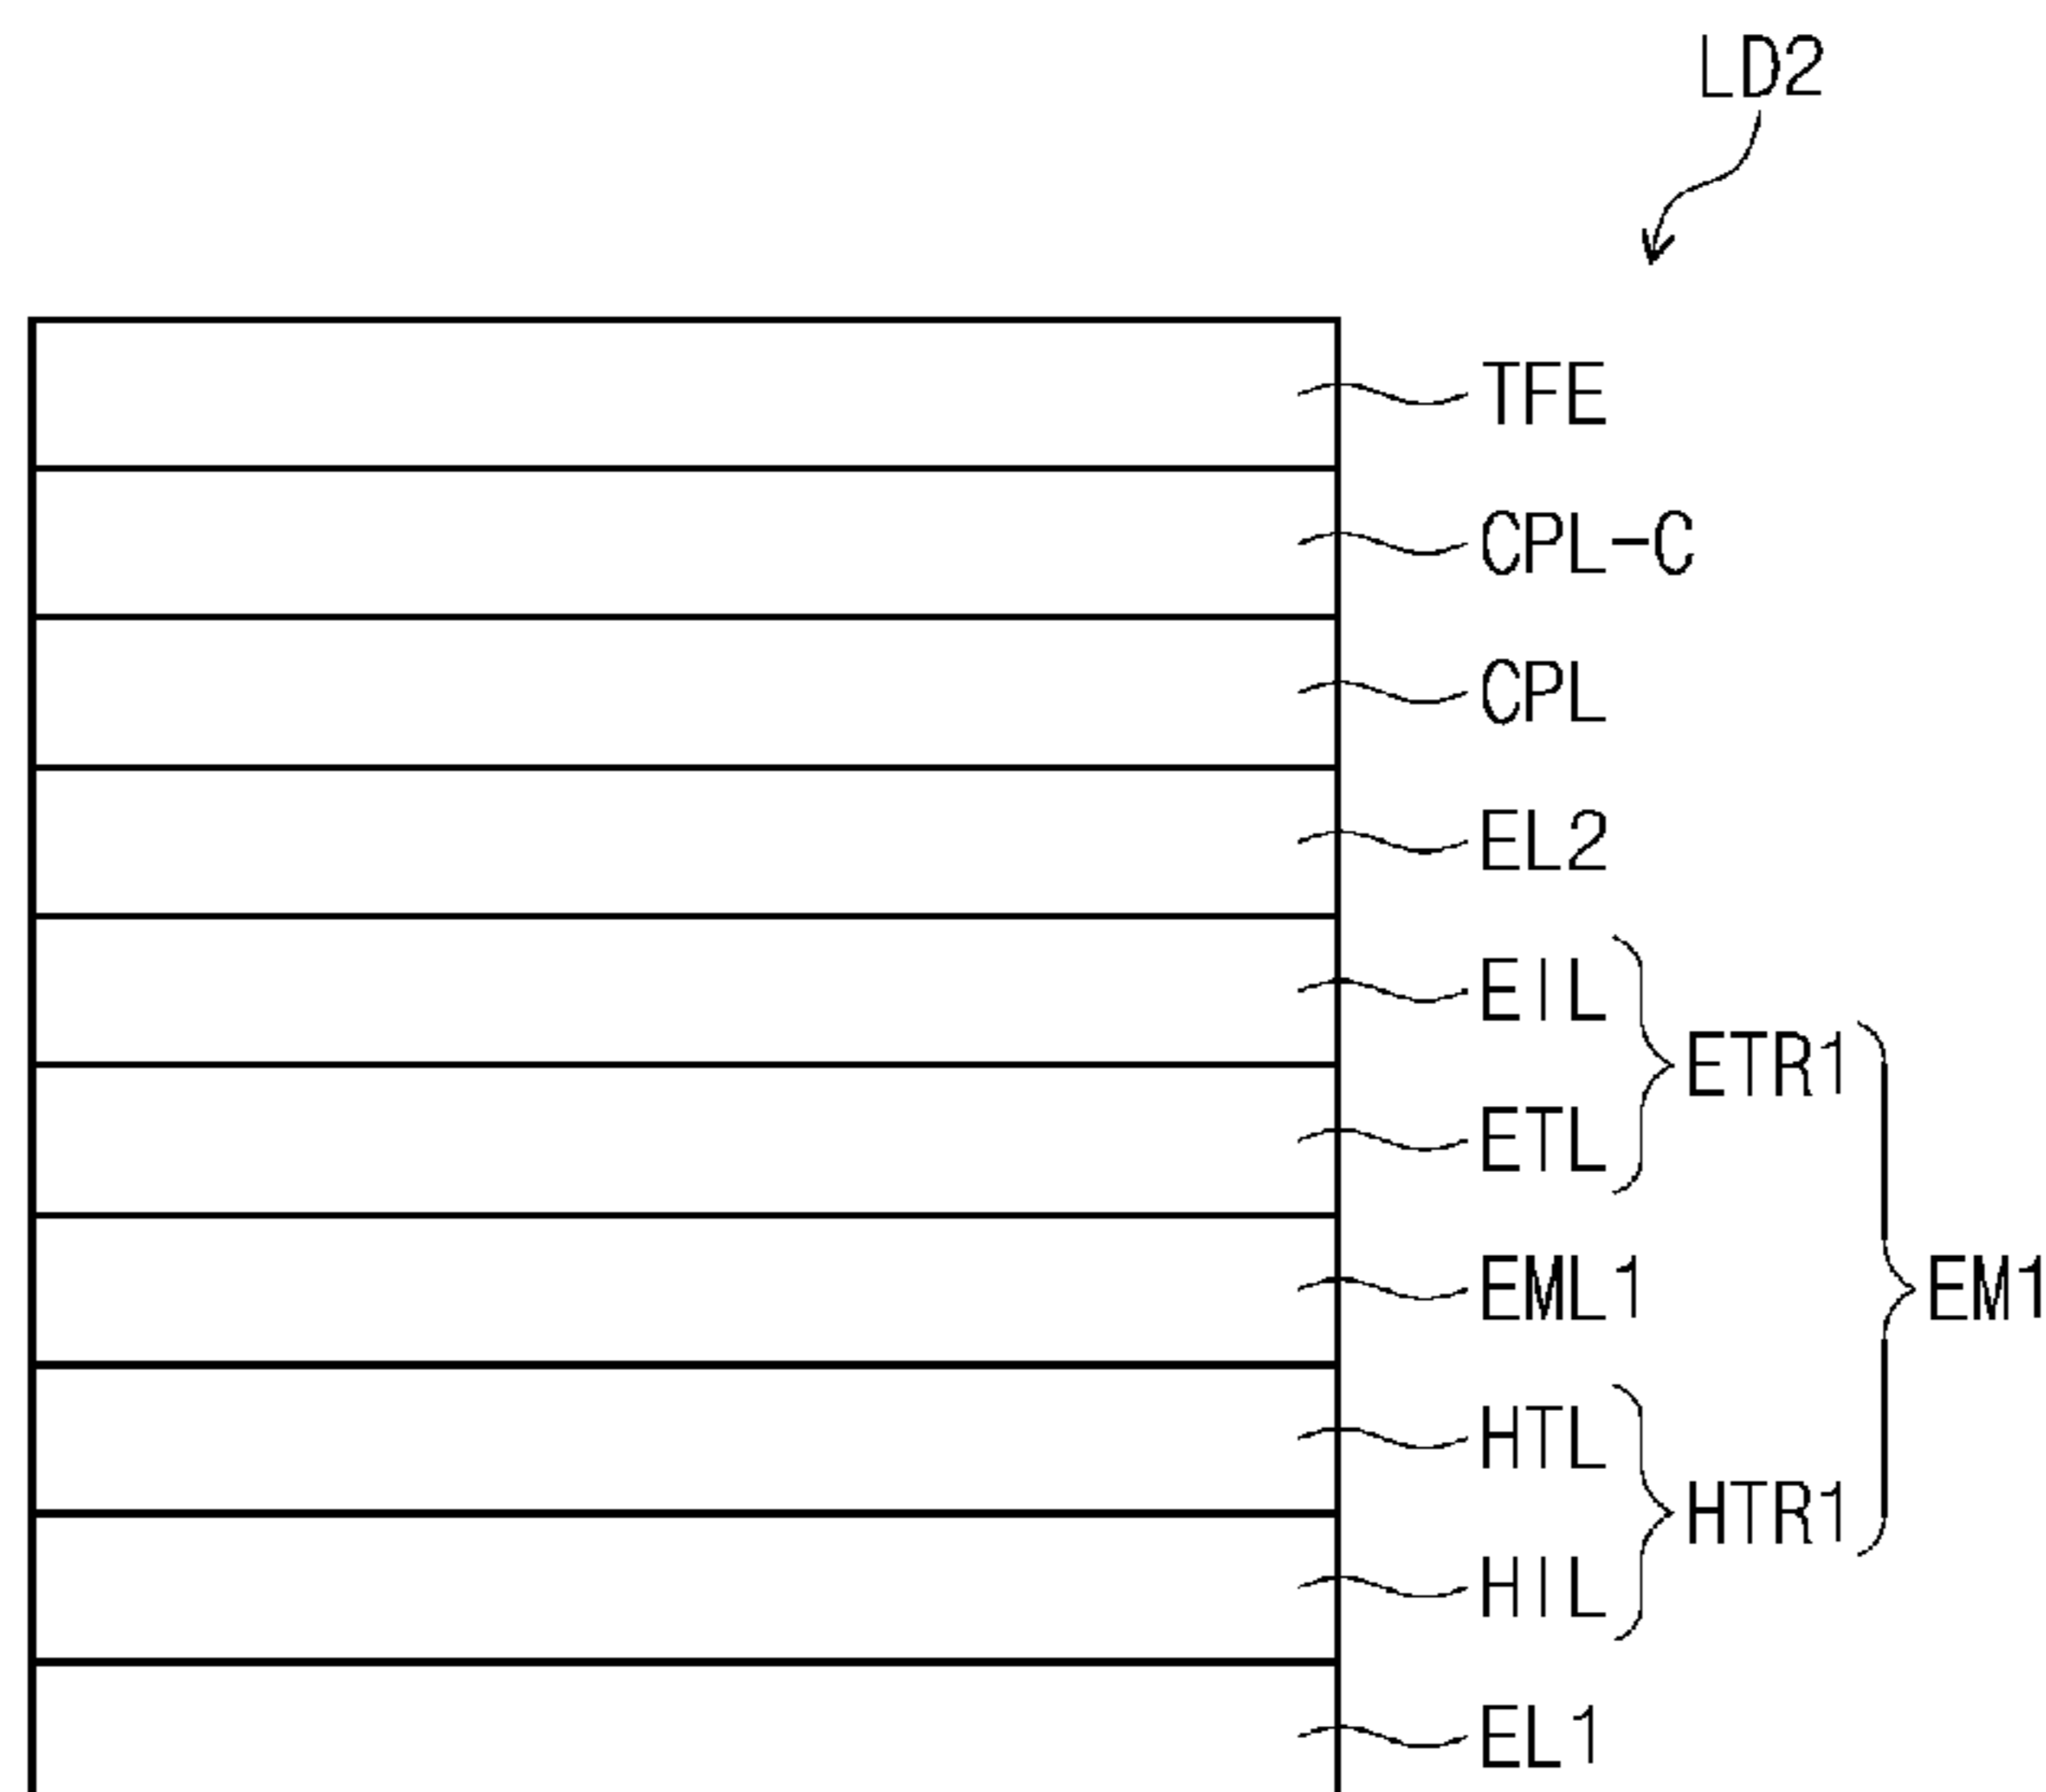 LD2
TFE
CPL-C
CPL
EL2
EIL
ETR1
ETL
EML1
EM1
HTL
HTR1
HIL
EL1